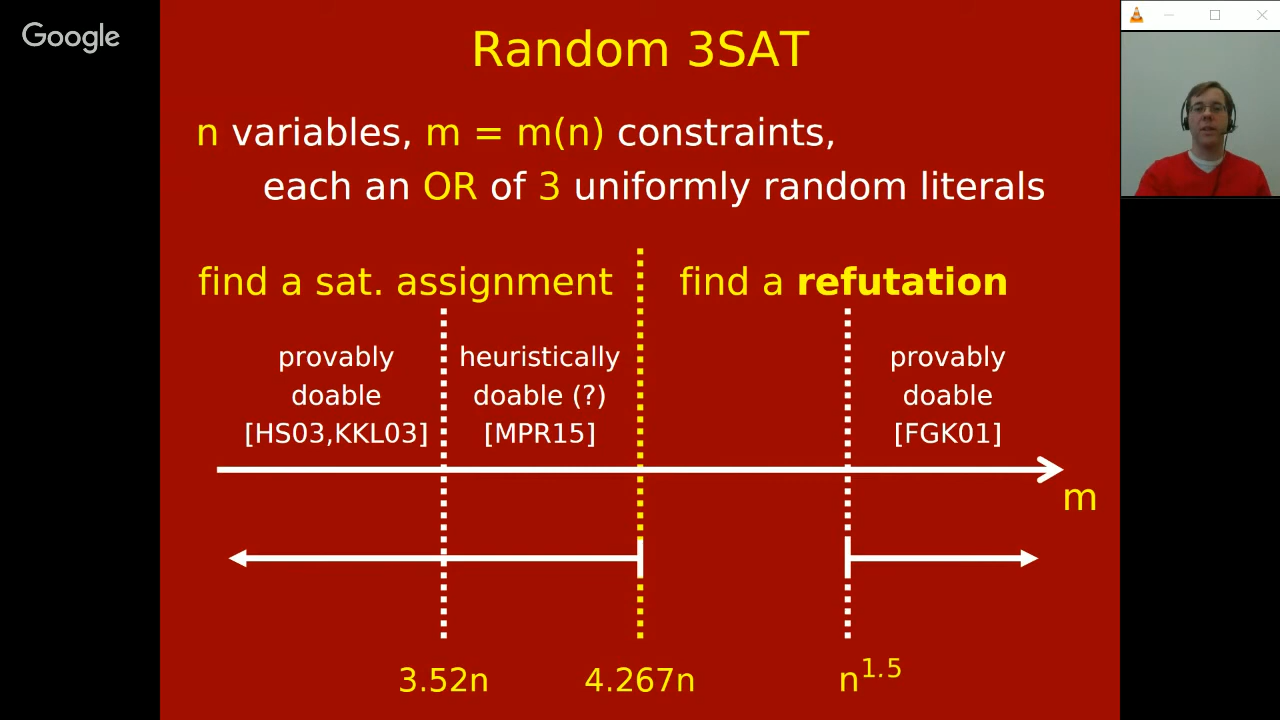 Google
Random 3SAT
n variables, m = m(n) constraints,
each an OR of 3 uniformly random literals
find a sat. assignment
find a refutation
provably
doable
[HS03,KKL03]
heuristically
doable (?)
[MPR15]
provably
doable
[FGK01]
m
3.52n
4.267n
n^1.5